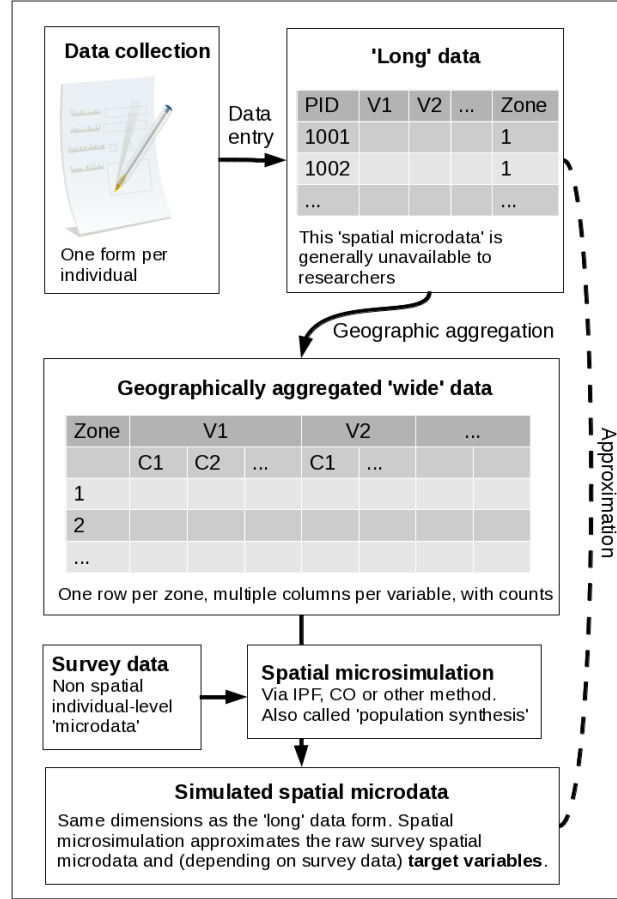 Data collection
One form per
individual
Data
entry
'Long' data
PID V1 V2 ... Zone
1001 1
1002 1
... ...
This 'spatial microdata' is
generally unavailable to
researchers
Geographic aggregation
Geographically aggregated 'wide' data
Zone V1 V2 ...
C1 C2 ... C1 ...
1
2
...
One row per zone, multiple columns per variable, with counts
Approximation
Survey data
Non spatial
individual-level
'microdata'
Spatial microsimulation
Via IPF, CO or other method.
Also called 'population synthesis'
Simulated spatial microdata
Same dimensions as the 'long' data form. Spatial
microsimulation approximates the raw survey spatial
microdata and (depending on survey data) target variables.